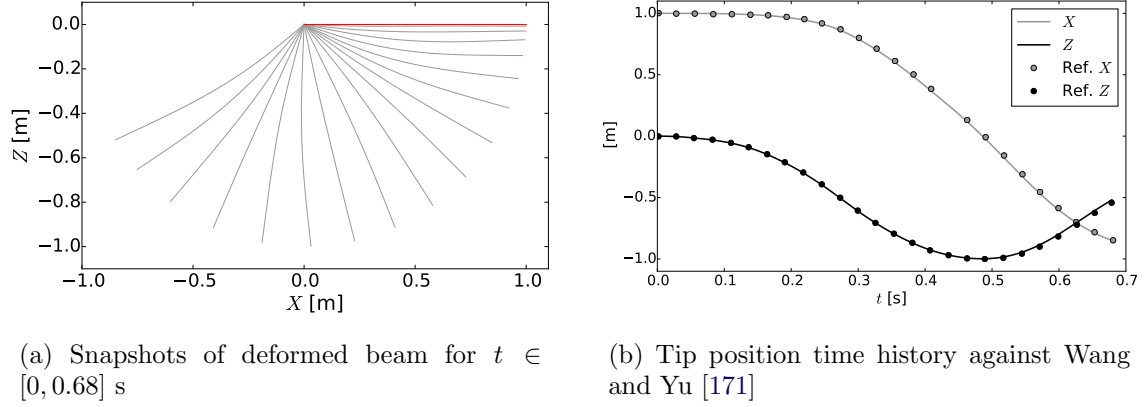 0.0
−0.2
−0.4
−0.6
−0.8
−1.0
Z [m]
−1.0
−0.5
0.0
0.5
1.0
X [m]
1.0
0.5
0.0
−0.5
−1.0
[m]
0.0
0.1
0.2
0.3
0.4
0.5
0.6
0.7
t [s]
X
Z
Ref. X
Ref. Z
(a) Snapshots of deformed beam for t ∈
[0, 0.68] s
(b) Tip position time history against Wang
and Yu [171]